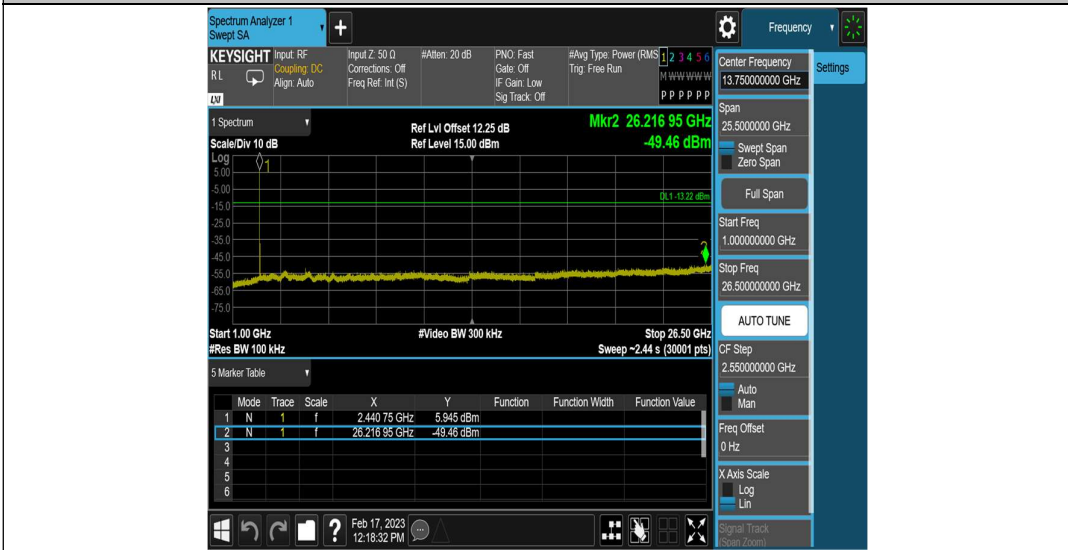 Spectrum Analyzer 1
Swept SA
+
Frequency
KEYSIGHT
RL
LXI
Input: RF
Coupling: DC
Align: Auto
Input Z: 50 Ω
Corrections: Off
Freq Ref: Int (S)
#Atten: 20 dB
PNO: Fast
Gate: Off
IF Gain: Low
Sig Track: Off
#Avg Type: Power (RMS
Trig: Free Run
1 2 3 4 5 6
M W W W W W
P P P P P P
1 Spectrum
Scale/Div 10 dB
Ref Lvl Offset 12.25 dB
Ref Level 15.00 dBm
Mkr2 26.216 95 GHz
-49.46 dBm
Log
1
5.00
-5.00
DL1 -13.22 dBm
-15.0
-25.0
-35.0
2
-45.0
-55.0
-65.0
-75.0
Start 1.00 GHz
#Video BW 300 kHz
Stop 26.50 GHz
#Res BW 100 kHz
Sweep ~2.44 s (30001 pts)
5 Marker Table
Mode Trace Scale X Y Function Function Width Function Value
1 N 1 f 2.440 75 GHz 5.945 dBm
2 N 1 f 26.216 95 GHz -49.46 dBm
3
4
5
6
?
Feb 17, 2023
12:18:32 PM
Center Frequency
13.750000000 GHz
Settings
Span
25.5000000 GHz
Swept Span
Zero Span
Full Span
Start Freq
1.000000000 GHz
Stop Freq
26.500000000 GHz
AUTO TUNE
CF Step
2.550000000 GHz
Auto
Man
Freq Offset
0 Hz
X Axis Scale
Log
Lin
Signal Track
(Span Zoom)